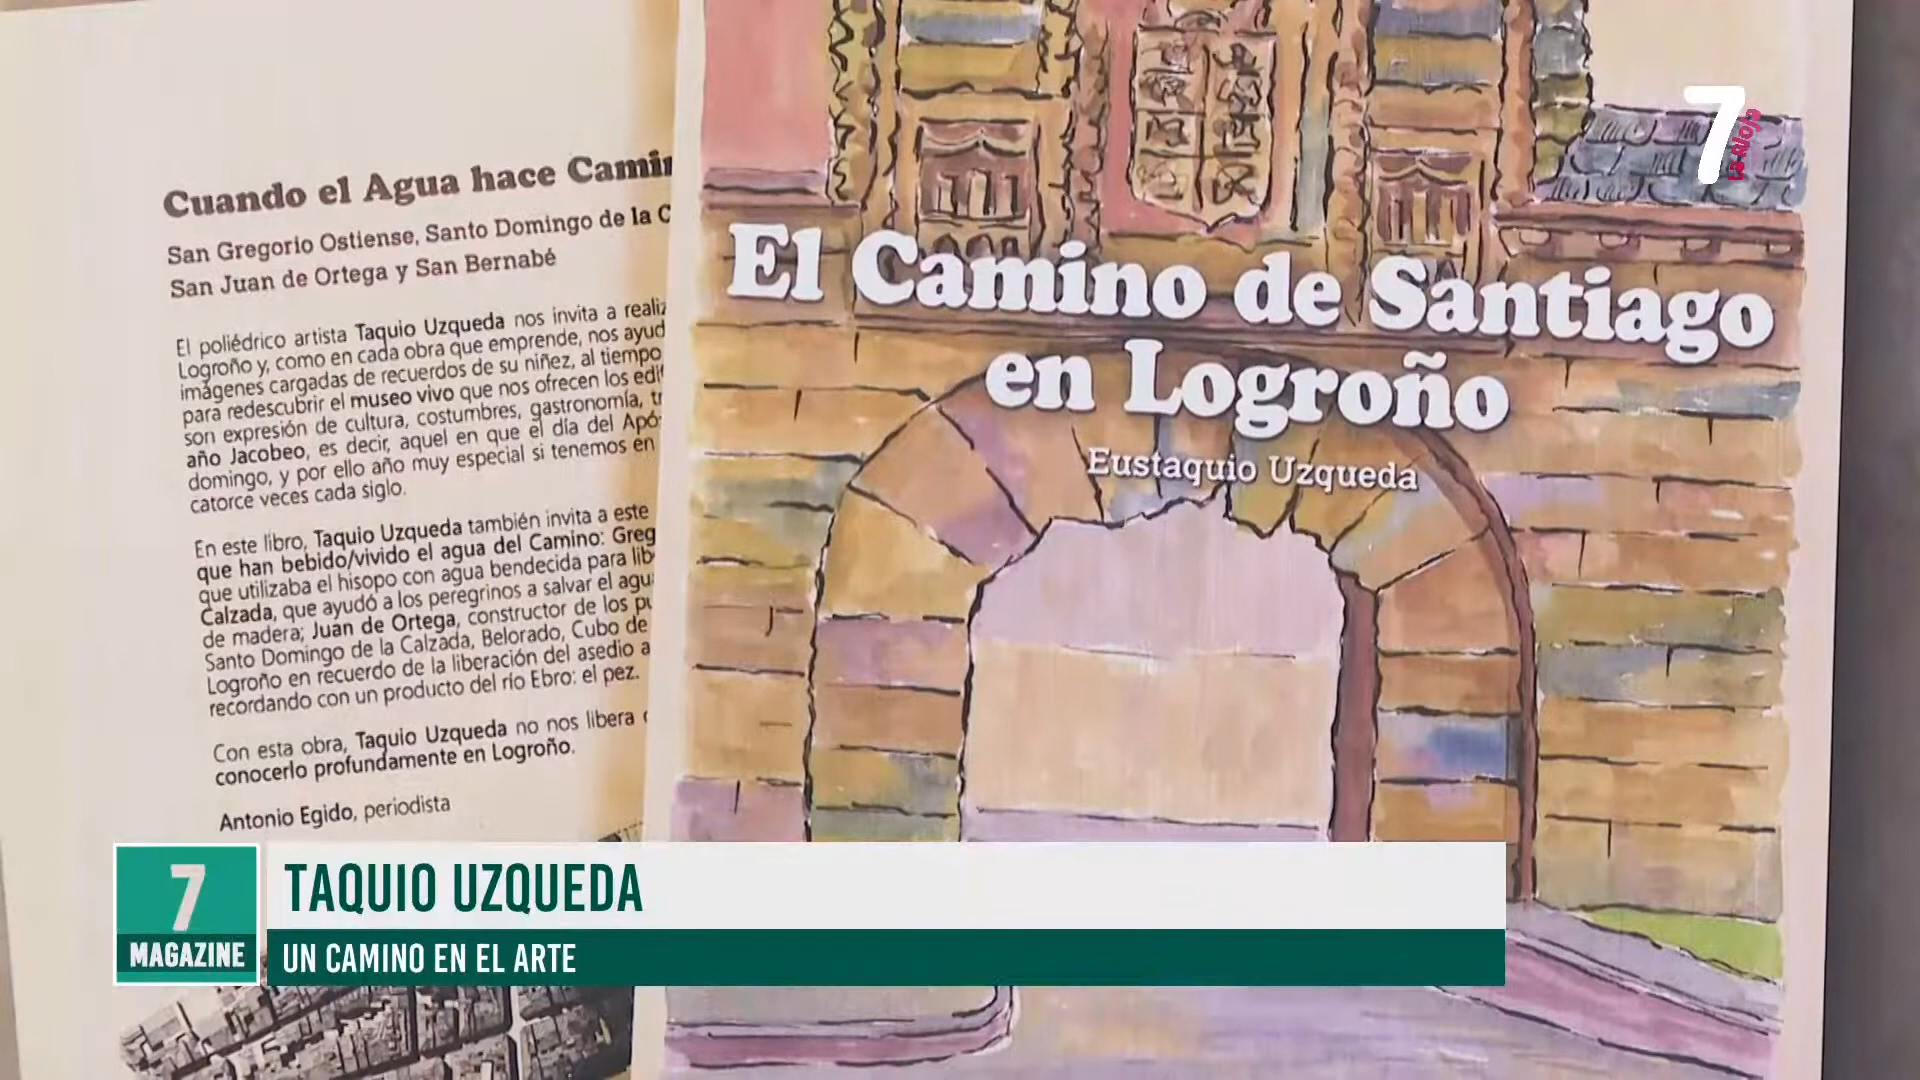 Cuando el Agua hace
San Gregorio Ostiense, Santo Domingo de la
San Juan de Ortega y San Bernabé
El poliédrico artista Taquio Uzqueda nos invita a
Logroño y, como en cada obra que emprende, nos
imágenes cargadas de recuerdos de su niñez, al tiempo
para redescubrir el museo vivo que nos ofrecen los
son expresión de cultura, costumbres, gastronomía,
año Jacobeo, es decir, aquel en que el día del
domingo, y por ello año muy especial si tenemos en
catorce veces cada siglo.
En este libro, Taquio Uzqueda también invita a este
que han bebido/vivido el agua del Camino:
que utilizaba el hisopo con agua bendecida para
Calzada, que ayudó a los peregrinos a salvar el
de madera; Juan de Ortega, constructor de los
Santo Domingo de la Calzada, Belorado, Cubo de
Logroño en recuerdo de la liberación del asedio a
recordando con un producto del río Ebro: el pez.
Con esta obra, Taquio Uzqueda no nos libera
conocerlo profundamente en Logroño.
Antonio Egido, periodista
El Camino de Santiago
en Logroño
Eustaquio Uzqueda
7
La Rioja
7
MAGAZINE
TAQUIO UZQUEDA
UN CAMINO EN EL ARTE